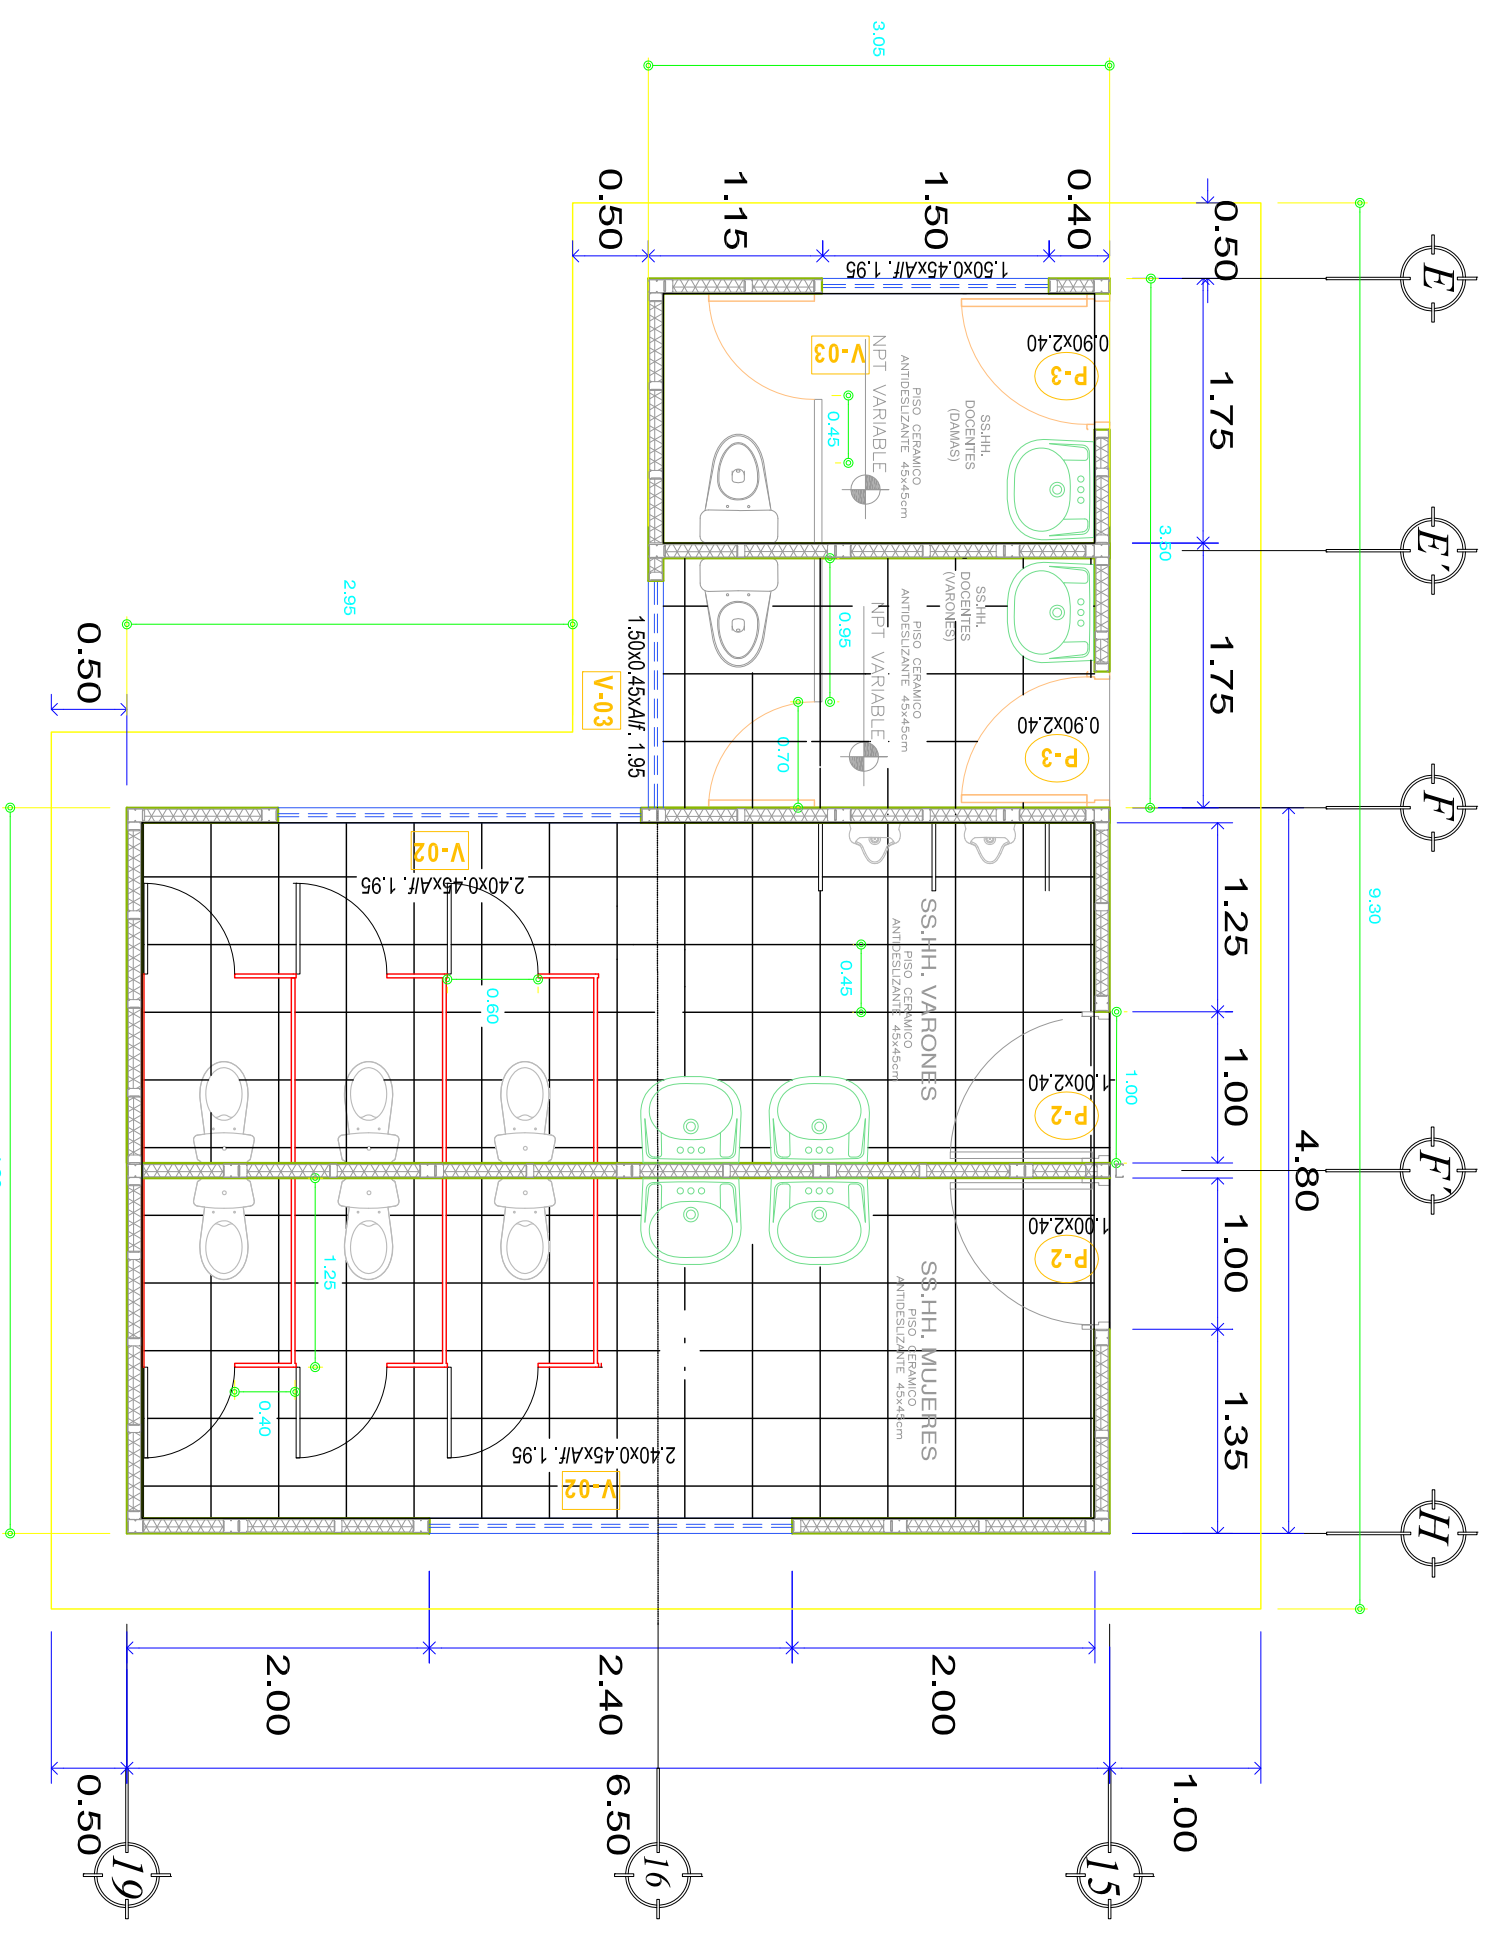 3.05
0.50
1.15
1.50
0.40
0.50
E
1.50x0.45xAlf. 1.95
V-03
NPT VARIABLE
PISO CERAMICO
ANTIDESLIZANTE 45x45cm
SS.HH.
DOCENTES
(DAMAS)
0.90x2.40
P-3
0.45
1.75
3.50
E'
2.95
0.50
V-03
1.50x0.45xAlf. 1.95
0.95
0.70
NPT VARIABLE
PISO CERAMICO
ANTIDESLIZANTE 45x45cm
SS.HH.
DOCENTES
(VARONES)
0.90x2.40
P-3
1.75
F
9.30
V-02
2.40x0.45xAlf. 1.95
0.60
0.45
SS.HH. VARONES
PISO CERAMICO
ANTIDESLIZANTE 45x45cm
1.25
1.00x2.40
P-2
1.00
1.00
4.80
F'
1.25
0.40
1.00x2.40
P-2
1.00
SS.HH. MUJERES
PISO CERAMICO
ANTIDESLIZANTE 45x45cm
2.40x0.45xAlf. 1.95
V-02
1.35
H
2.00
2.40
2.00
0.50
6.50
1.00
19
16
15